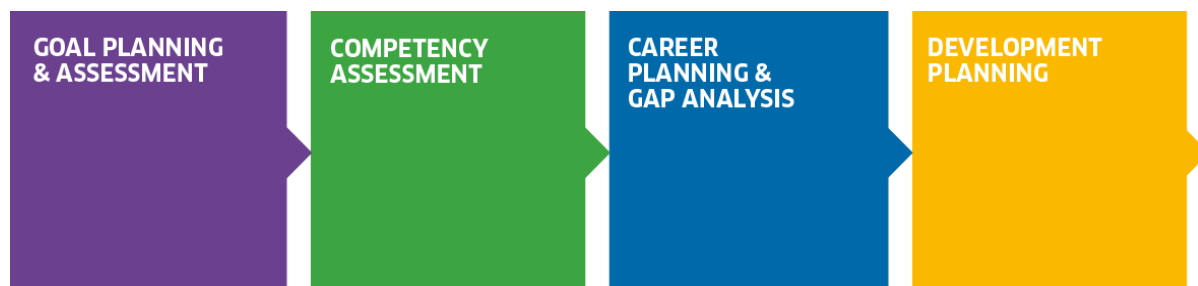 GOAL PLANNING
& ASSESSMENT
COMPETENCY
ASSESSMENT
CAREER
PLANNING &
GAP ANALYSIS
DEVELOPMENT
PLANNING